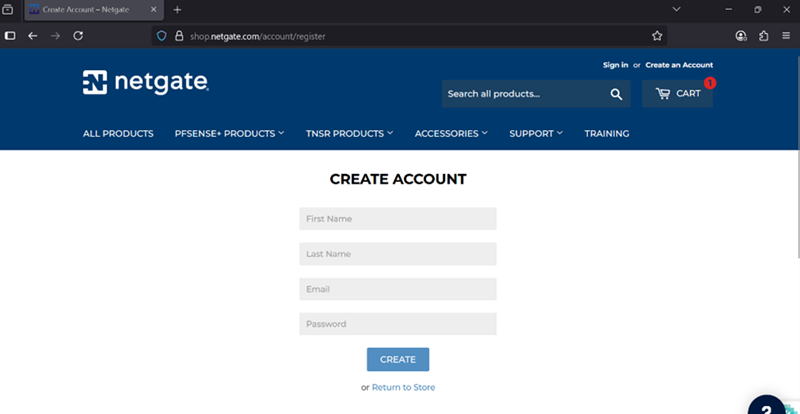 Create Account – Netgate
shop.netgate.com/account/register
Sign in or Create an Account
netgate
Search all products...
CART
1
ALL PRODUCTS PFSENSE+ PRODUCTS TNSR PRODUCTS ACCESSORIES SUPPORT TRAINING
CREATE ACCOUNT
First Name
Last Name
Email
Password
CREATE
or Return to Store
?